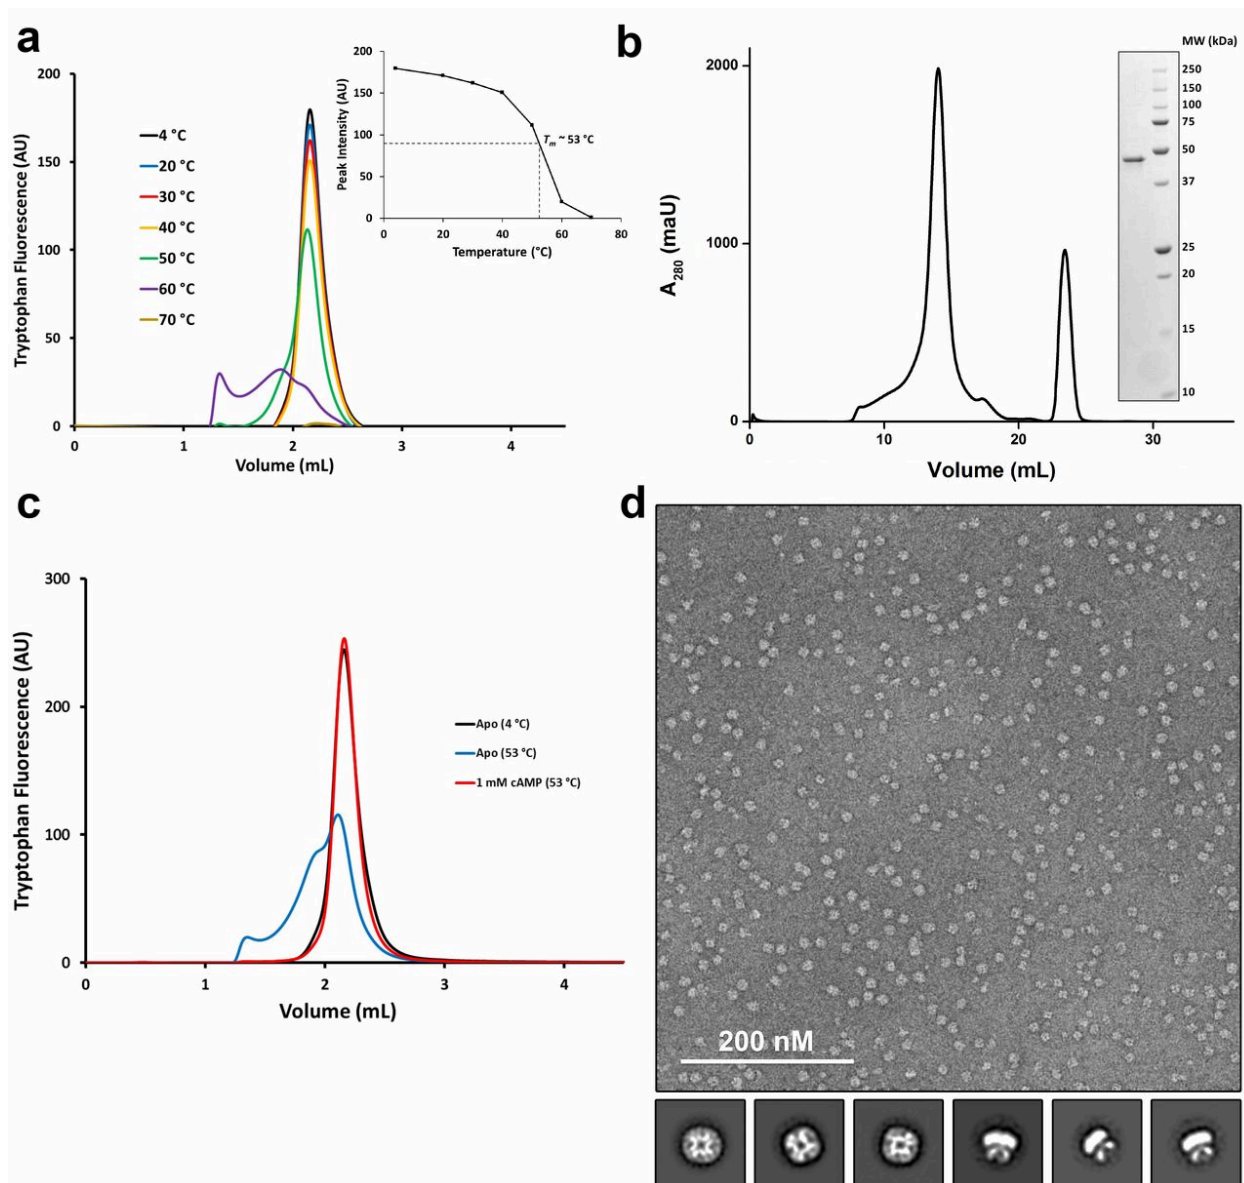 a
200
150
100
50
0
Tryptophan Fluorescence (AU)
4 °C
20 °C
30 °C
40 °C
50 °C
60 °C
70 °C
0 1 2 3 4
Volume (mL)
200
150
100
50
0
Peak Intensity (AU)
Tm ~ 53 °C
0 20 40 60 80
Temperature (°C)
b
2000
1000
0
A280 (maU)
0 10 20 30
Volume (mL)
MW (kDa)
250
150
100
75
50
37
25
20
15
10
c
300
200
100
0
Tryptophan Fluorescence (AU)
Apo (4 °C)
Apo (53 °C)
1 mM cAMP (53 °C)
0 1 2 3 4
Volume (mL)
d
200 nM